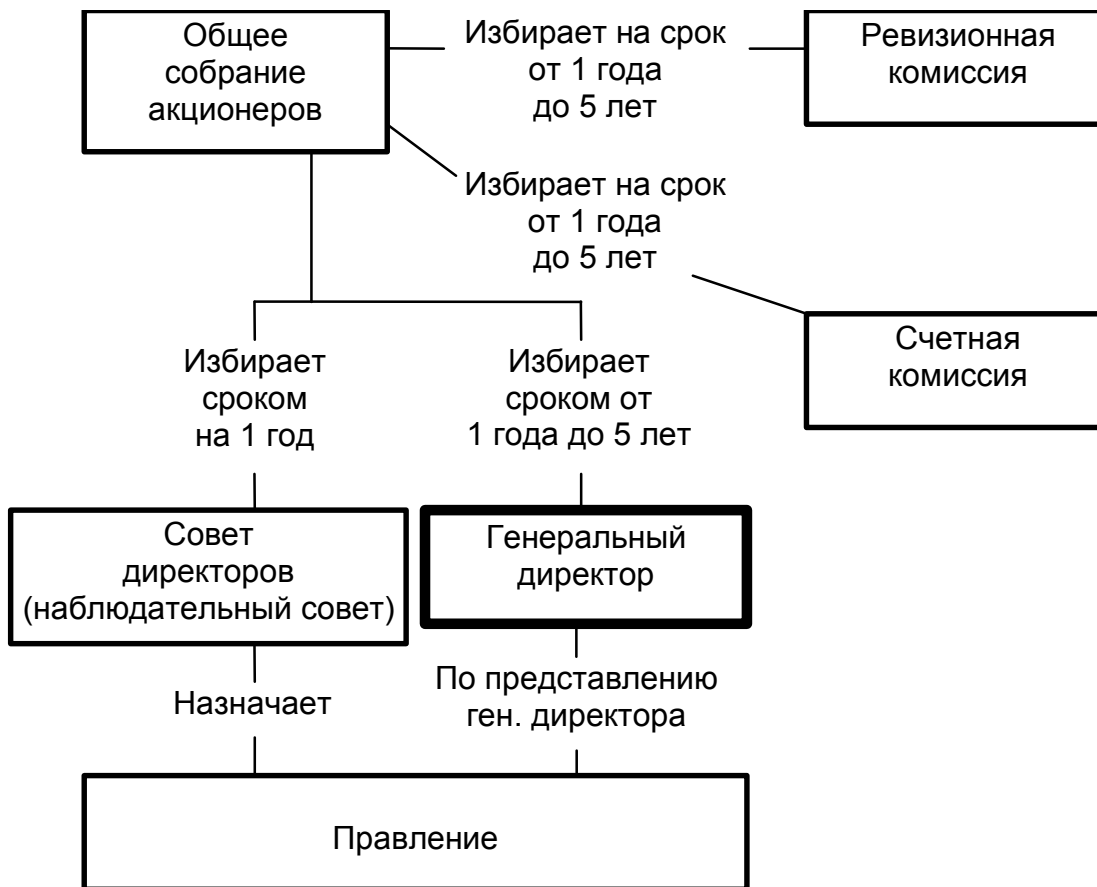 Общее
собрание
акционеров
Избирает на срок
от 1 года
до 5 лет
Ревизионная
комиссия
Избирает на срок
от 1 года
до 5 лет
Счетная
комиссия
Избирает
сроком
на 1 год
Избирает
сроком от
1 года до 5 лет
Совет
директоров
(наблюдательный совет)
Генеральный
директор
Назначает
По представлению
ген. директора
Правление